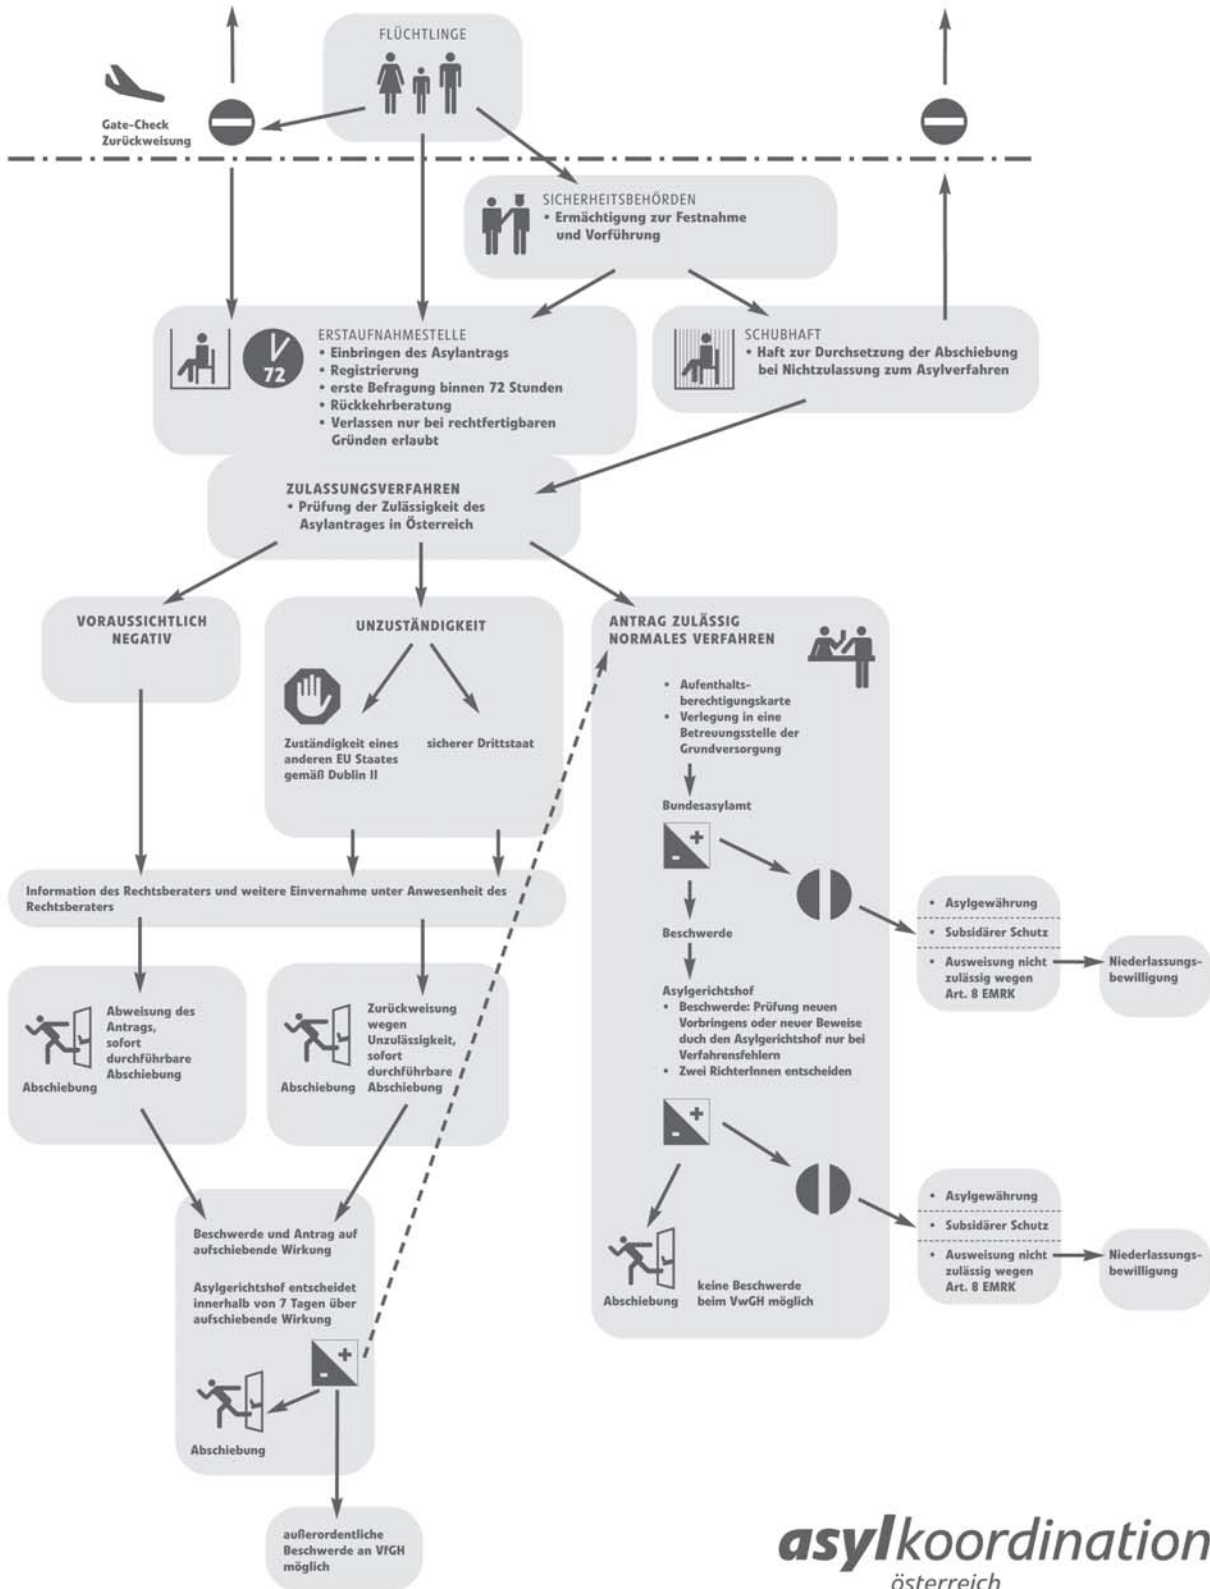 FLÜCHTLINGE
Gate-Check
Zurückweisung
SICHERHEITSBEHÖRDEN
• Ermächtigung zur Festnahme
und Vorführung
ERSTAUFNAHMESTELLE
72
• Einbringen des Asylantrags
• Registrierung
• erste Befragung binnen 72 Stunden
• Rückkehrberatung
• Verlassen nur bei rechtfertigbaren
Gründen erlaubt
SCHUBHAFT
• Haft zur Durchsetzung der Abschiebung
bei Nichtzulassung zum Asylverfahren
ZULASSUNGSVERFAHREN
• Prüfung der Zulässigkeit des
Asylantrages in Österreich
VORAUSSICHTLICH
NEGATIV
UNZUSTÄNDIGKEIT
Zuständigkeit eines
anderen EU Staates
gemäß Dublin II
sicherer Drittstaat
ANTRAG ZULÄSSIG
NORMALES VERFAHREN
• Aufenthalts-
berechtigungskarte
• Verlegung in eine
Betreuungsstelle der
Grundversorgung
Bundesasylamt
+
-
Beschwerde
Asylgerichtshof
• Beschwerde: Prüfung neuen
Vorbringens oder neuer Beweise
duch den Asylgerichtshof nur bei
Verfahrensfehlern
• Zwei RichterInnen entscheiden
+
-
Abschiebung
keine Beschwerde
beim VwGH möglich
• Asylgewährung
• Subsidärer Schutz
• Ausweisung nicht
zulässig wegen
Art. 8 EMRK
Niederlassungs-
bewilligung
• Asylgewährung
• Subsidärer Schutz
• Ausweisung nicht
zulässig wegen
Art. 8 EMRK
Niederlassungs-
bewilligung
Information des Rechtsberaters und weitere Einvernahme unter Anwesenheit des
Rechtsberaters
Abweisung des
Antrags,
sofort
durchführbare
Abschiebung
Abschiebung
Zurückweisung
wegen
Unzulässigkeit,
sofort
durchführbare
Abschiebung
Abschiebung
Beschwerde und Antrag auf
aufschiebende Wirkung
Asylgerichtshof entscheidet
innerhalb von 7 Tagen über
aufschiebende Wirkung
+
-
Abschiebung
außerordentliche
Beschwerde an VfGH
möglich
asylkoordination
österreich